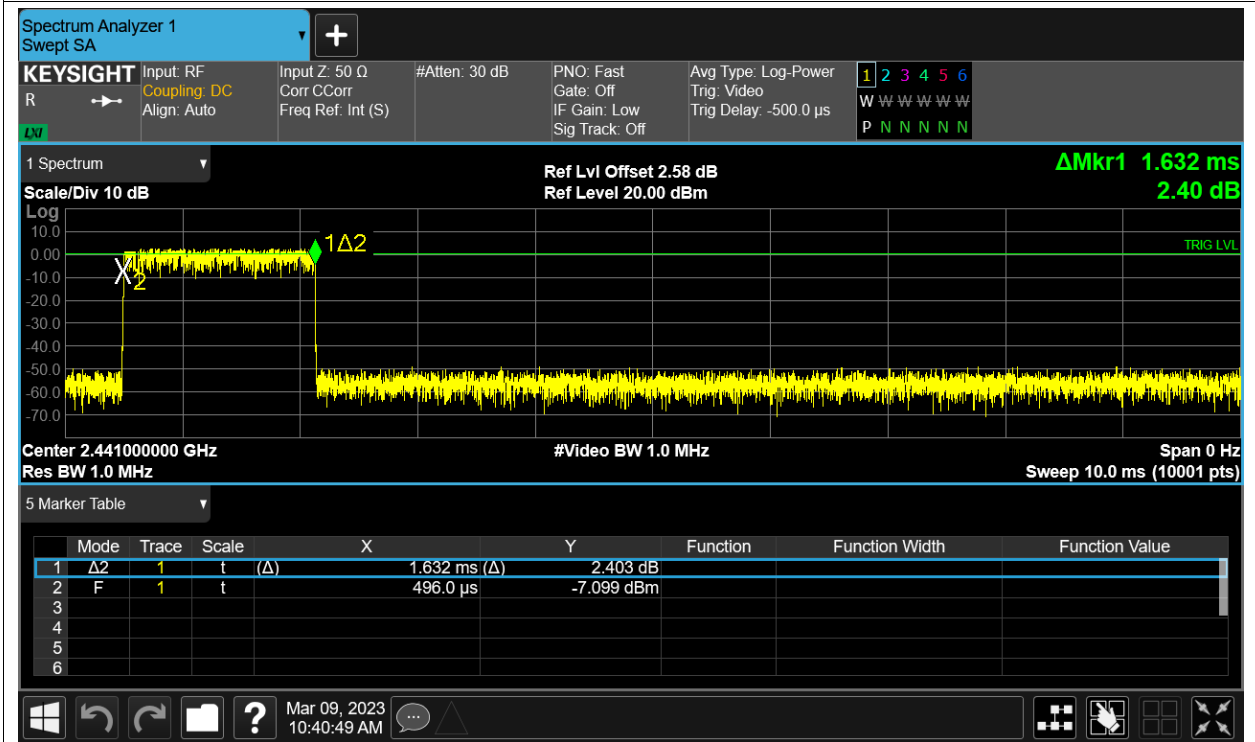 Spectrum Analyzer 1
Swept SA
+
KEYSIGHT Input: RF Input Z: 50 Ω #Atten: 30 dB PNO: Fast Avg Type: Log-Power 1 2 3 4 5 6
R Coupling: DC Corr CCorr Gate: Off Trig: Video W W W W W W
Align: Auto Freq Ref: Int (S) IF Gain: Low Trig Delay: -500.0 µs
LXI Sig Track: Off P N N N N N
1 Spectrum Ref Lvl Offset 2.58 dB ΔMkr1 1.632 ms
Scale/Div 10 dB Ref Level 20.00 dBm 2.40 dB
Log
10.0
1Δ2
0.00 TRIG LVL
-10.0
X2
-20.0
-30.0
-40.0
-50.0
-60.0
-70.0
Center 2.441000000 GHz #Video BW 1.0 MHz Span 0 Hz
Res BW 1.0 MHz Sweep 10.0 ms (10001 pts)
5 Marker Table
Mode Trace Scale X Y Function Function Width Function Value
1 Δ2 1 t (Δ) 1.632 ms (Δ) 2.403 dB
2 F 1 t 496.0 µs -7.099 dBm
3
4
5
6
? Mar 09, 2023
10:40:49 AM